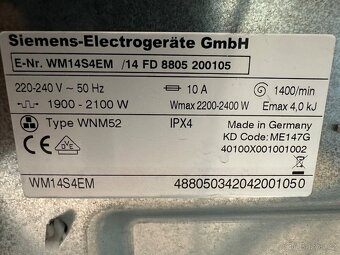 Siemens-Electrogeräte GmbH
E-Nr. WM14S4EM /14 FD 8805 200105
220-240 V ~ 50 Hz 10 A 1400/min
1900 - 2100 W Wmax 2200-2400 W Emax 4,0 kJ
Type WNM52 IPX4 Made in Germany
KD Code: ME147G
40100X001001002
WM14S4EM 488050342042001050